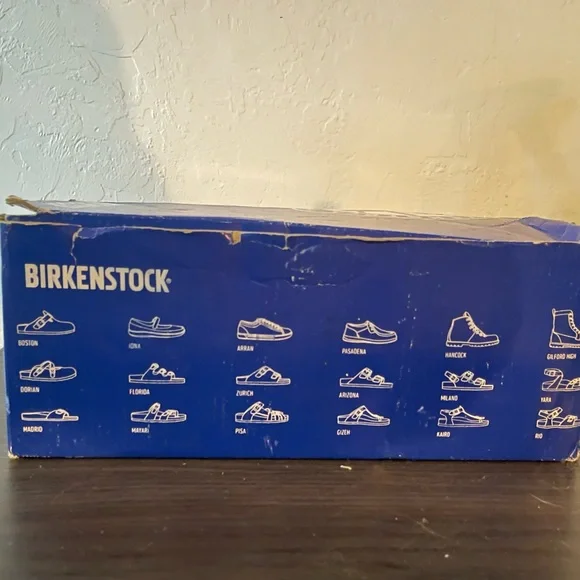 BIRKENSTOCK®
BOSTON IONA ARRAN PASADENA HANCOCK GILFORD HIGH
DORIAN FLORIDA ZURICH ARIZONA MILANO YARA
MADRID MAYARI PISA GIZEH KAIRO RIO